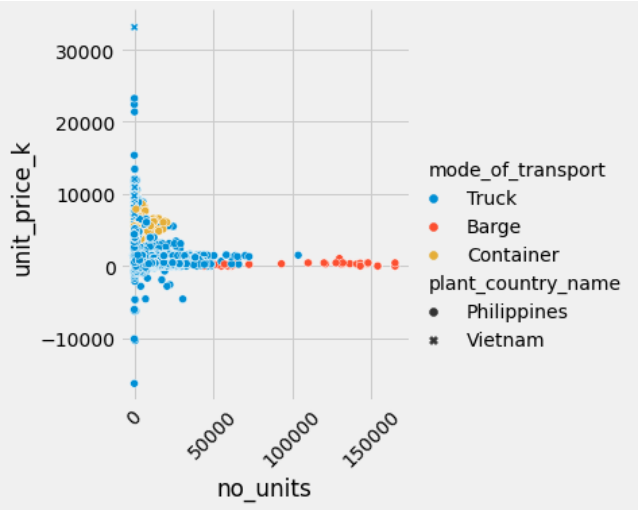 30000
20000
10000
0
−10000
unit_price_k
0
50000
100000
150000
no_units
mode_of_transport
Truck
Barge
Container
plant_country_name
Philippines
Vietnam